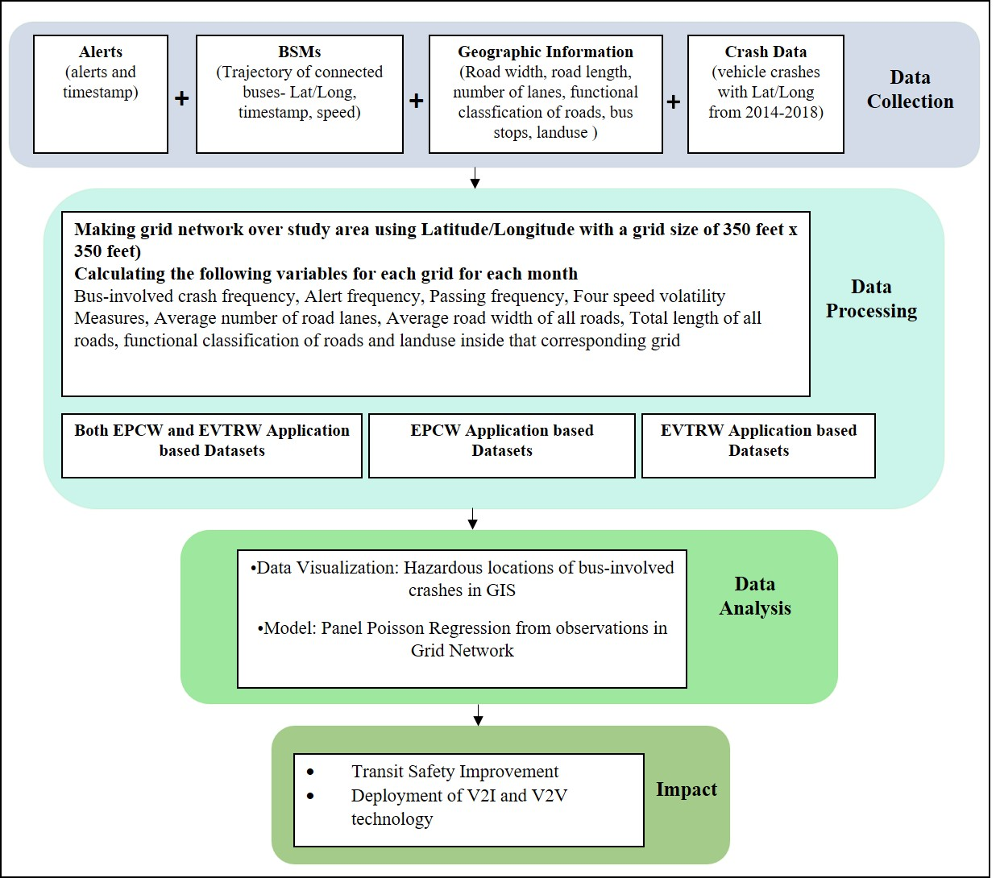 Alerts
(alerts and
timestamp)
+
BSMs
(Trajectory of connected
buses- Lat/Long,
timestamp, speed)
+
Geographic Information
(Road width, road length,
number of lanes, functional
classfication of roads, bus
stops, landuse )
+
Crash Data
(vehicle crashes
with Lat/Long
from 2014-2018)
Data
Collection
Making grid network over study area using Latitude/Longitude with a grid size of 350 feet x
350 feet)
Calculating the following variables for each grid for each month
Bus-involved crash frequency, Alert frequency, Passing frequency, Four speed volatility
Measures, Average number of road lanes, Average road width of all roads, Total length of all
roads, functional classification of roads and landuse inside that corresponding grid
Data
Processing
Both EPCW and EVTRW Application
based Datasets
EPCW Application based
Datasets
EVTRW Application based
Datasets
•Data Visualization: Hazardous locations of bus-involved
crashes in GIS
•Model: Panel Poisson Regression from observations in
Grid Network
Data
Analysis
• Transit Safety Improvement
• Deployment of V2I and V2V
technology
Impact